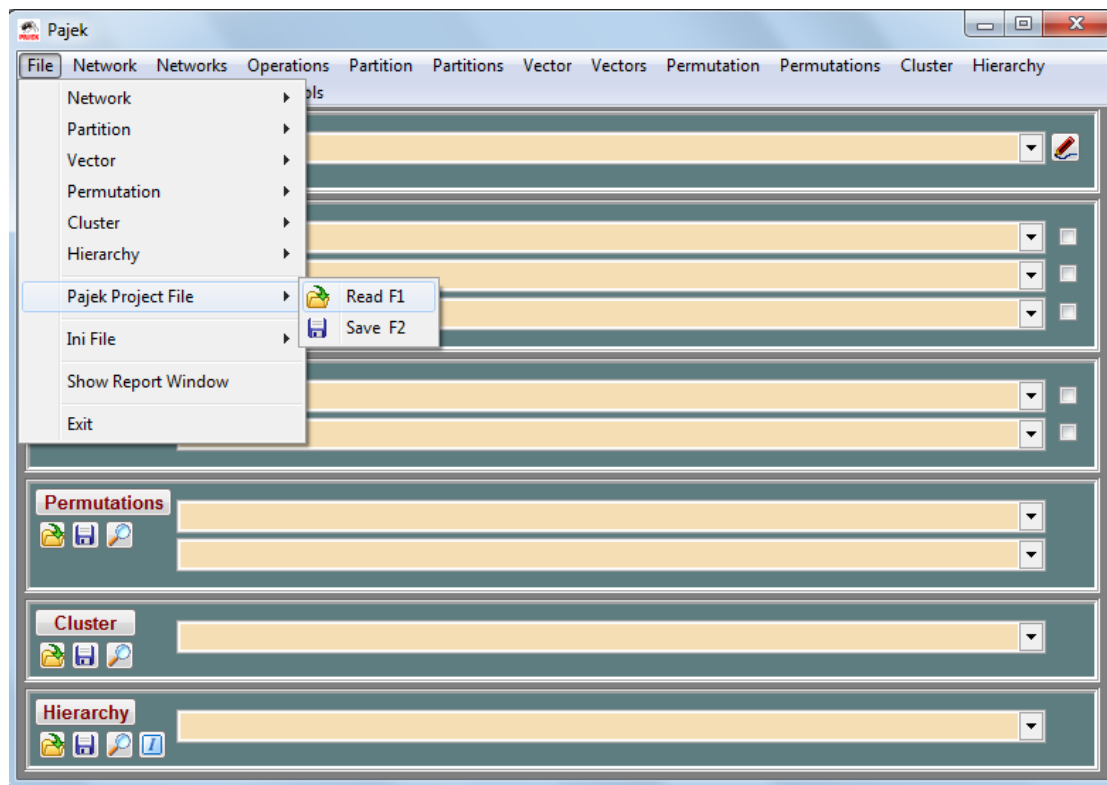 Pajek
File Network Networks Operations Partition Partitions Vector Vectors Permutation Permutations Cluster Hierarchy
Network
Partition
Vector
Permutation
Cluster
Hierarchy
Pajek Project File
Read F1
Save F2
Ini File
Show Report Window
Exit
Permutations
Cluster
Hierarchy